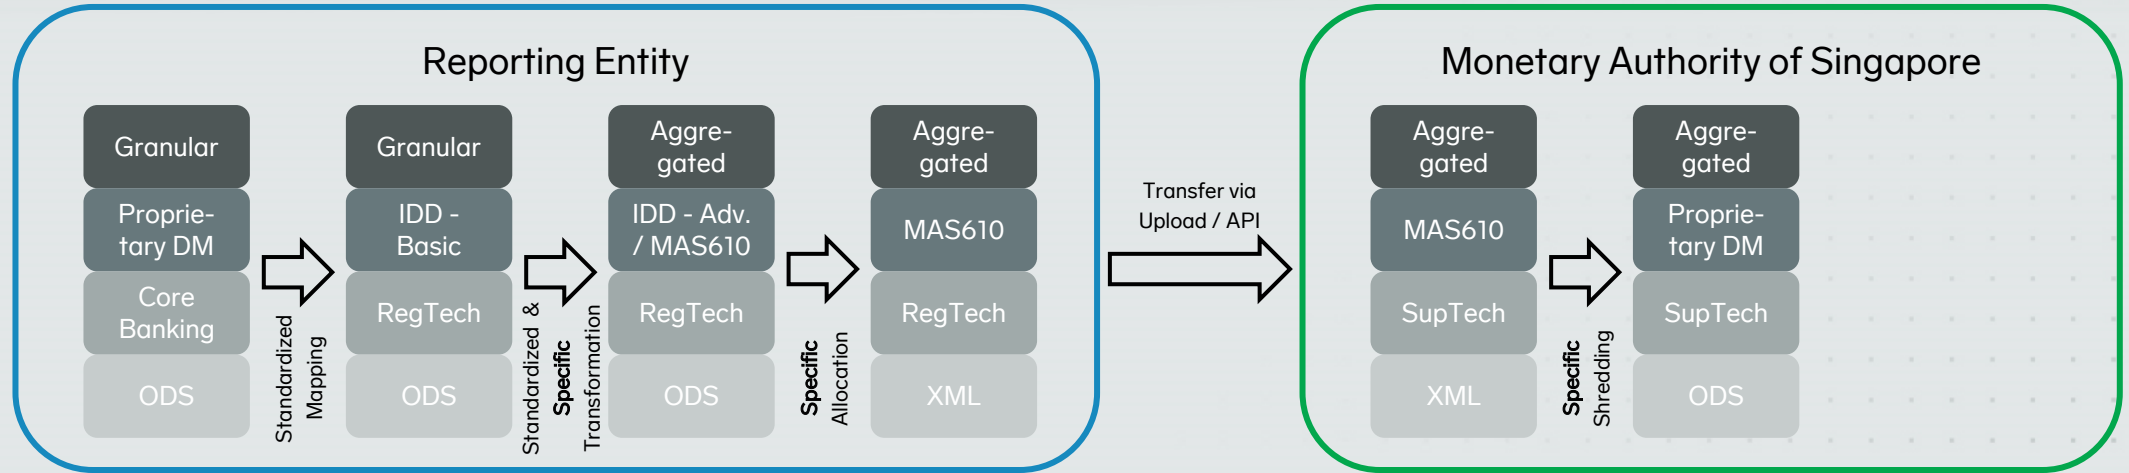 Reporting Entity
Granular
Proprie-
tary DM
Core
Banking
ODS
Standardized
Mapping
Granular
IDD -
Basic
RegTech
ODS
Standardized &
Specific
Transformation
Aggre-
gated
IDD - Adv.
/ MAS610
RegTech
ODS
Specific
Allocation
Aggre-
gated
MAS610
RegTech
XML
Transfer via
Upload / API
Monetary Authority of Singapore
Aggre-
gated
MAS610
SupTech
XML
Specific
Shredding
Aggre-
gated
Proprie-
tary DM
SupTech
ODS